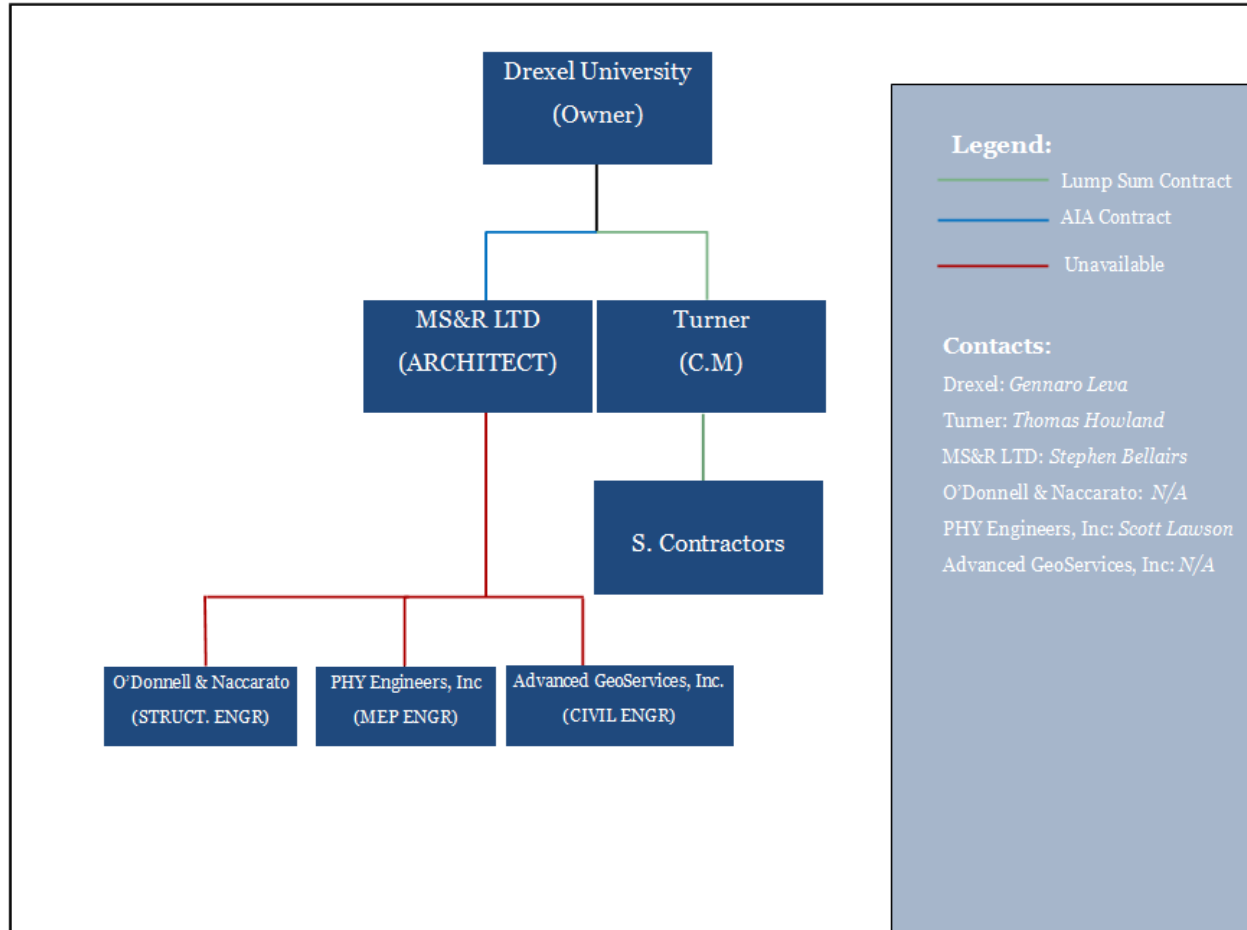 Drexel University
(Owner)
MS&R LTD
(ARCHITECT)
Turner
(C.M)
S. Contractors
O'Donnell & Naccarato
(STRUCT. ENGR)
PHY Engineers, Inc
(MEP ENGR)
Advanced GeoServices, Inc.
(CIVIL ENGR)
Legend:
Lump Sum Contract
AIA Contract
Unavailable
Contacts:
Drexel: Gennaro Leva
Turner: Thomas Howland
MS&R LTD: Stephen Bellairs
O'Donnell & Naccarato: N/A
PHY Engineers, Inc: Scott Lawson
Advanced GeoServices, Inc: N/A